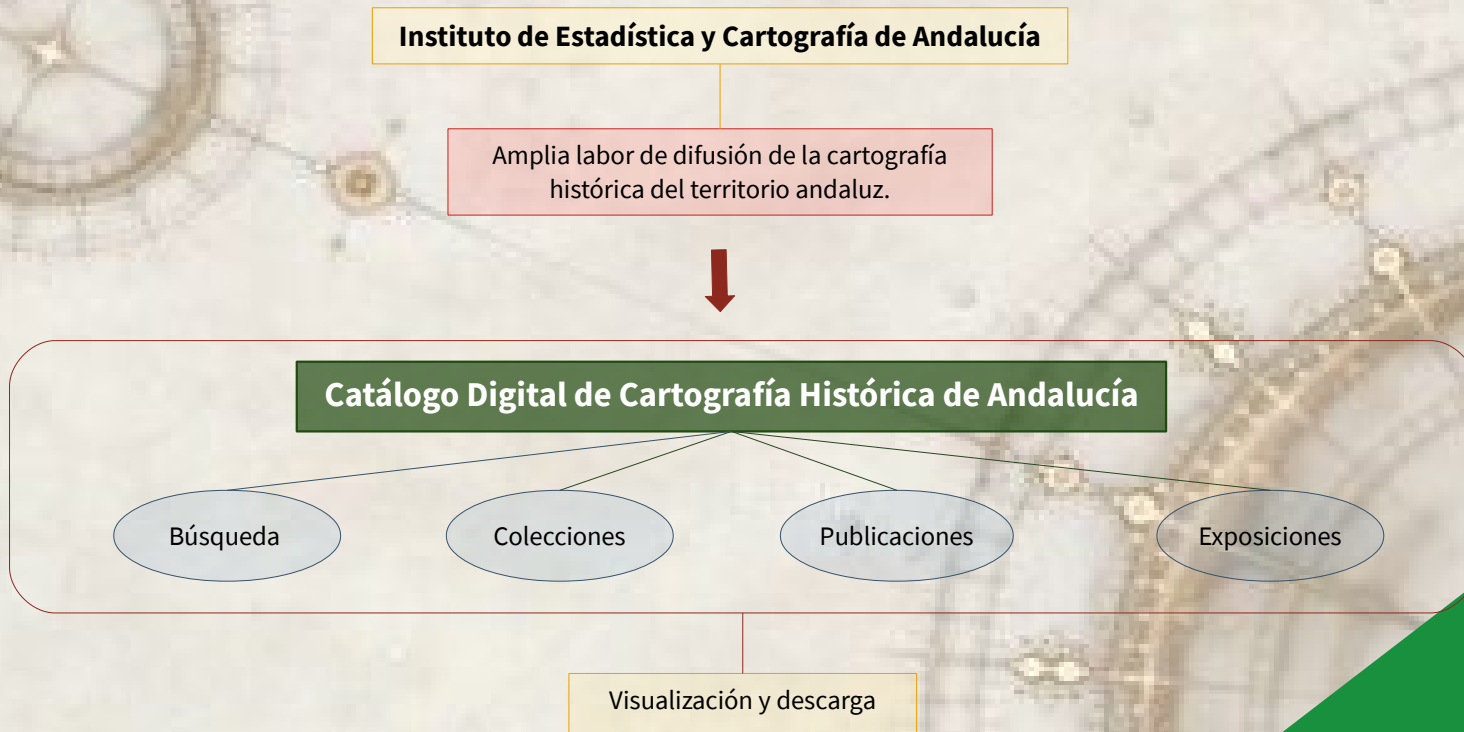 Instituto de Estadística y Cartografía de Andalucía
Amplia labor de difusión de la cartografía
histórica del territorio andaluz.
Catálogo Digital de Cartografía Histórica de Andalucía
Búsqueda
Colecciones
Publicaciones
Exposiciones
Visualización y descarga